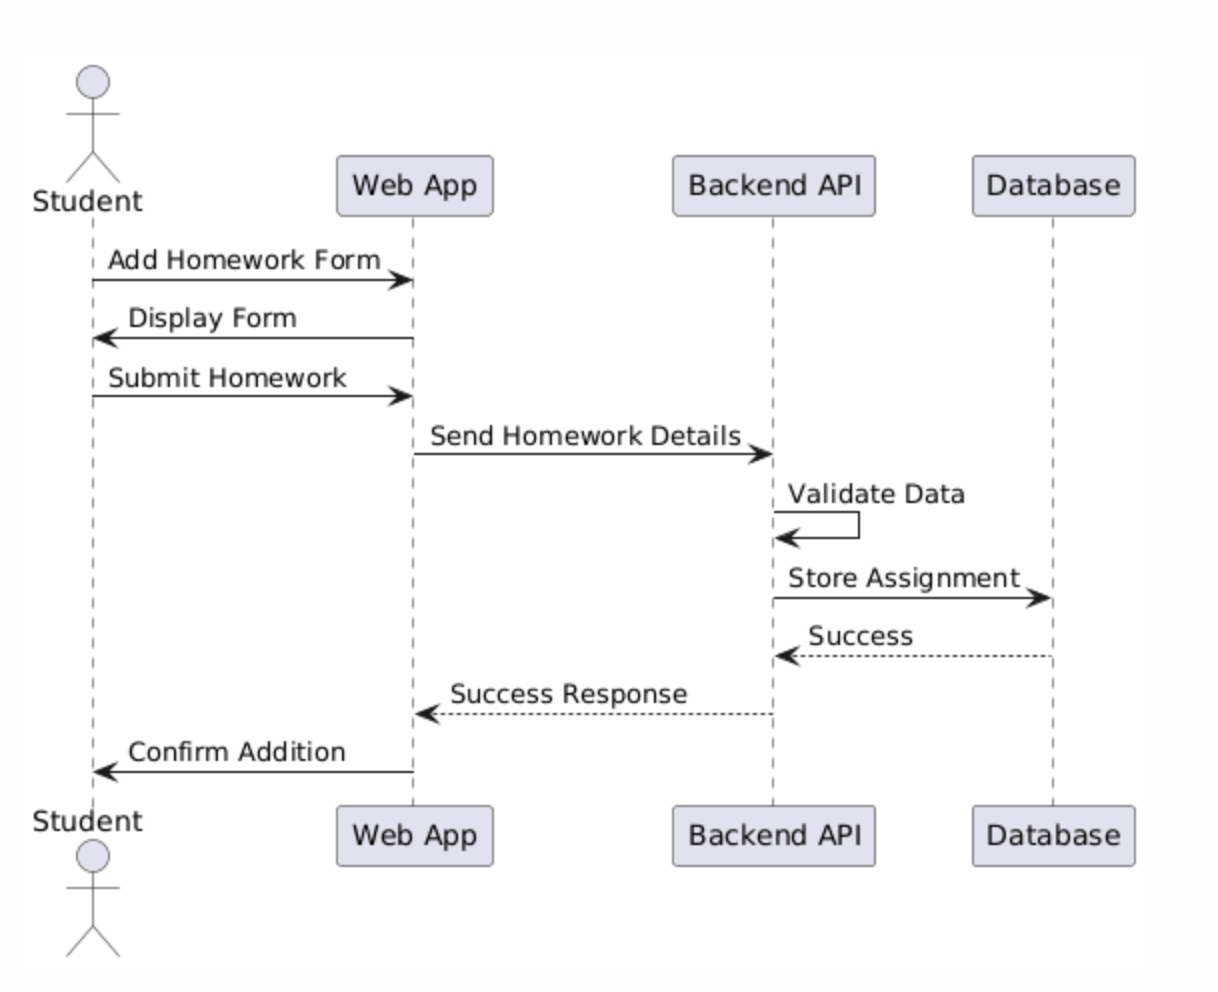 Student
Web App
Backend API
Database
Add Homework Form
Display Form
Submit Homework
Send Homework Details
Validate Data
Store Assignment
Success
Success Response
Confirm Addition
Student
Web App
Backend API
Database